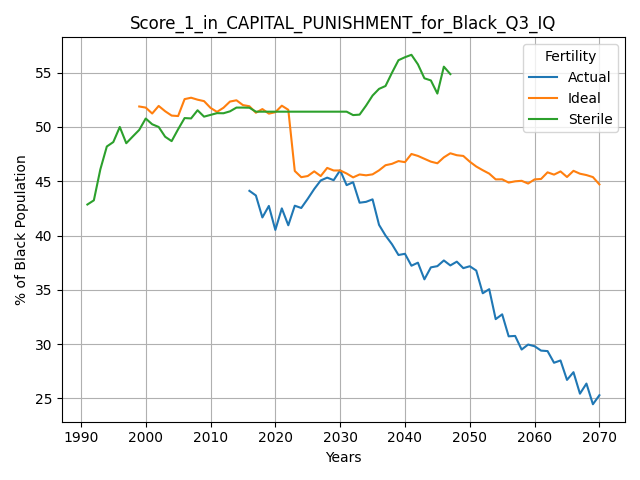 Score_1_in_CAPITAL_PUNISHMENT_for_Black_Q3_IQ
Fertility
Actual
Ideal
Sterile
% of Black Population
55
50
45
40
35
30
25
1990 2000 2010 2020 2030 2040 2050 2060 2070
Years